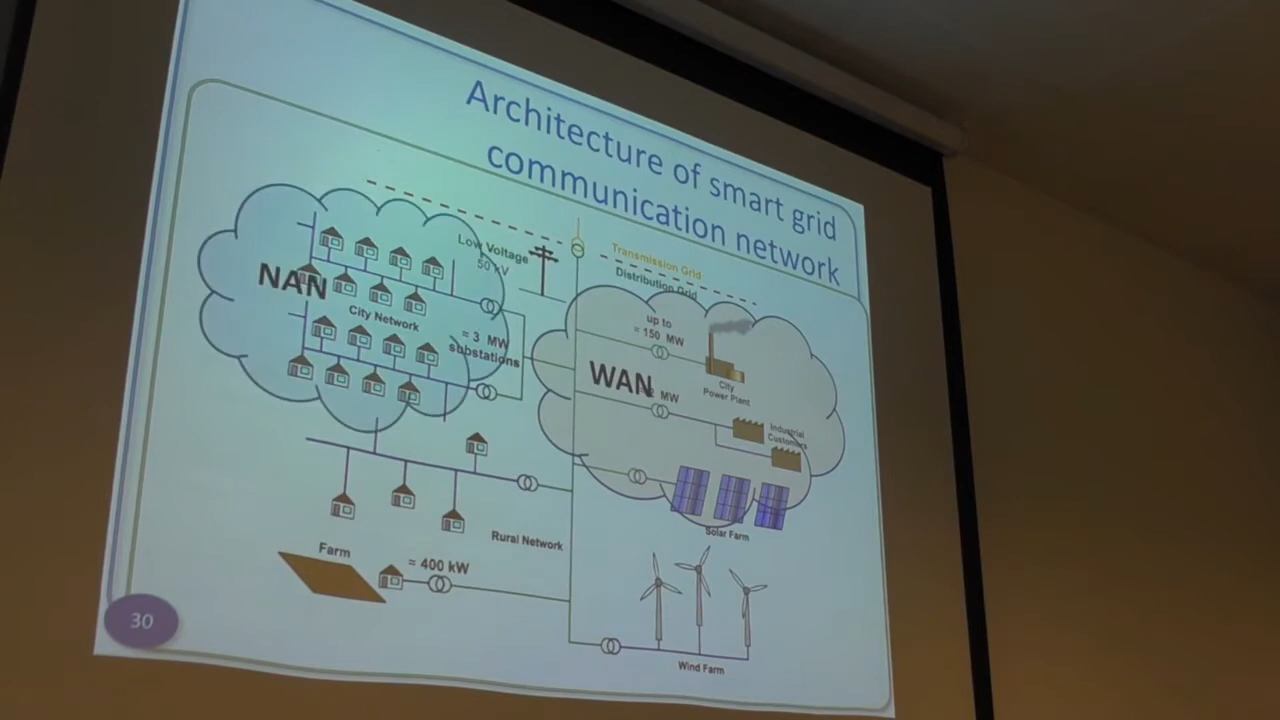 Architecture of smart grid
communication network
Transmission Grid
Distribution Grid
Low Voltage
50 kV
NAN
City Network
≈ 3 MW
substations
up to
≈ 150 MW
City
Power Plant
WAN
MW
Industrial
Customers
Solar Farm
Rural Network
Farm
≈ 400 kW
Wind Farm
30